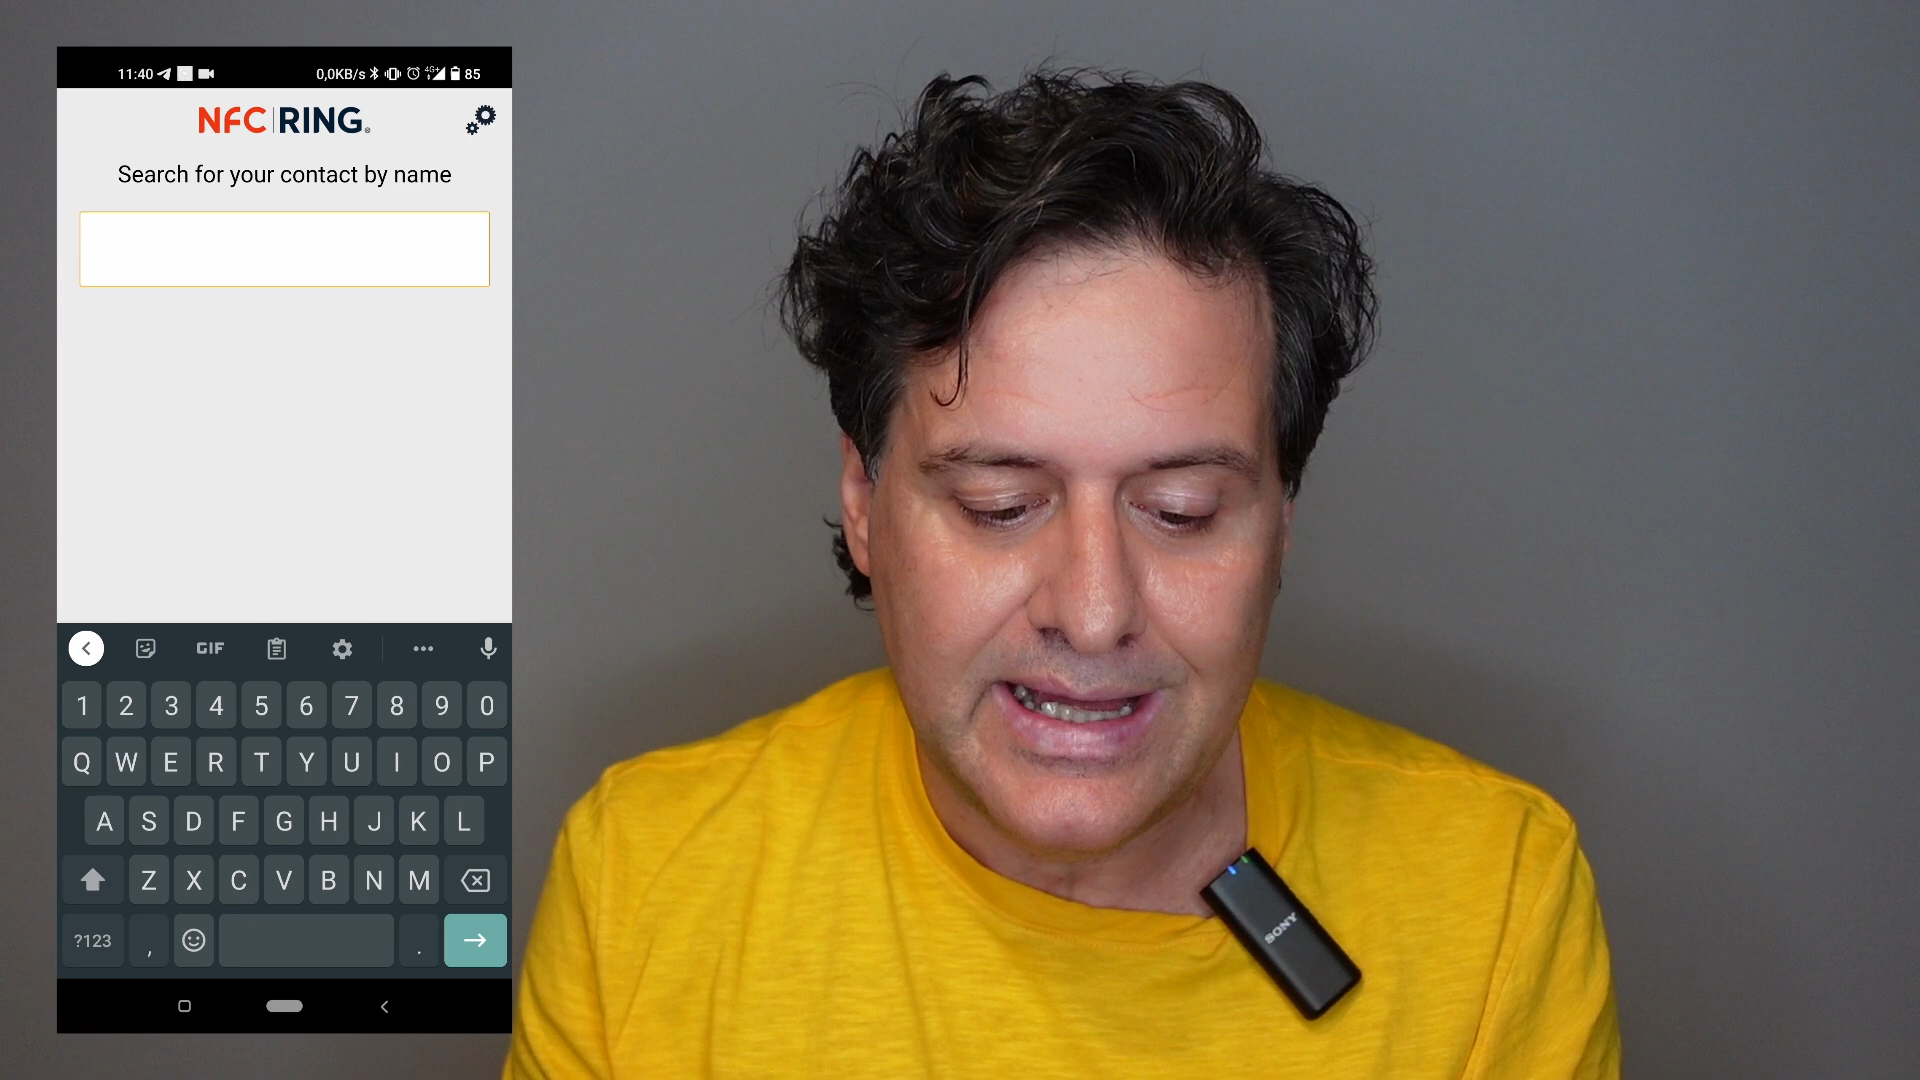 11:40 0,0KB/s 4G+ 85
NFC RING®
Search for your contact by name
GIF
1 2 3 4 5 6 7 8 9 0
Q W E R T Y U I O P
A S D F G H J K L
Z X C V B N M
?123 , .
SONY